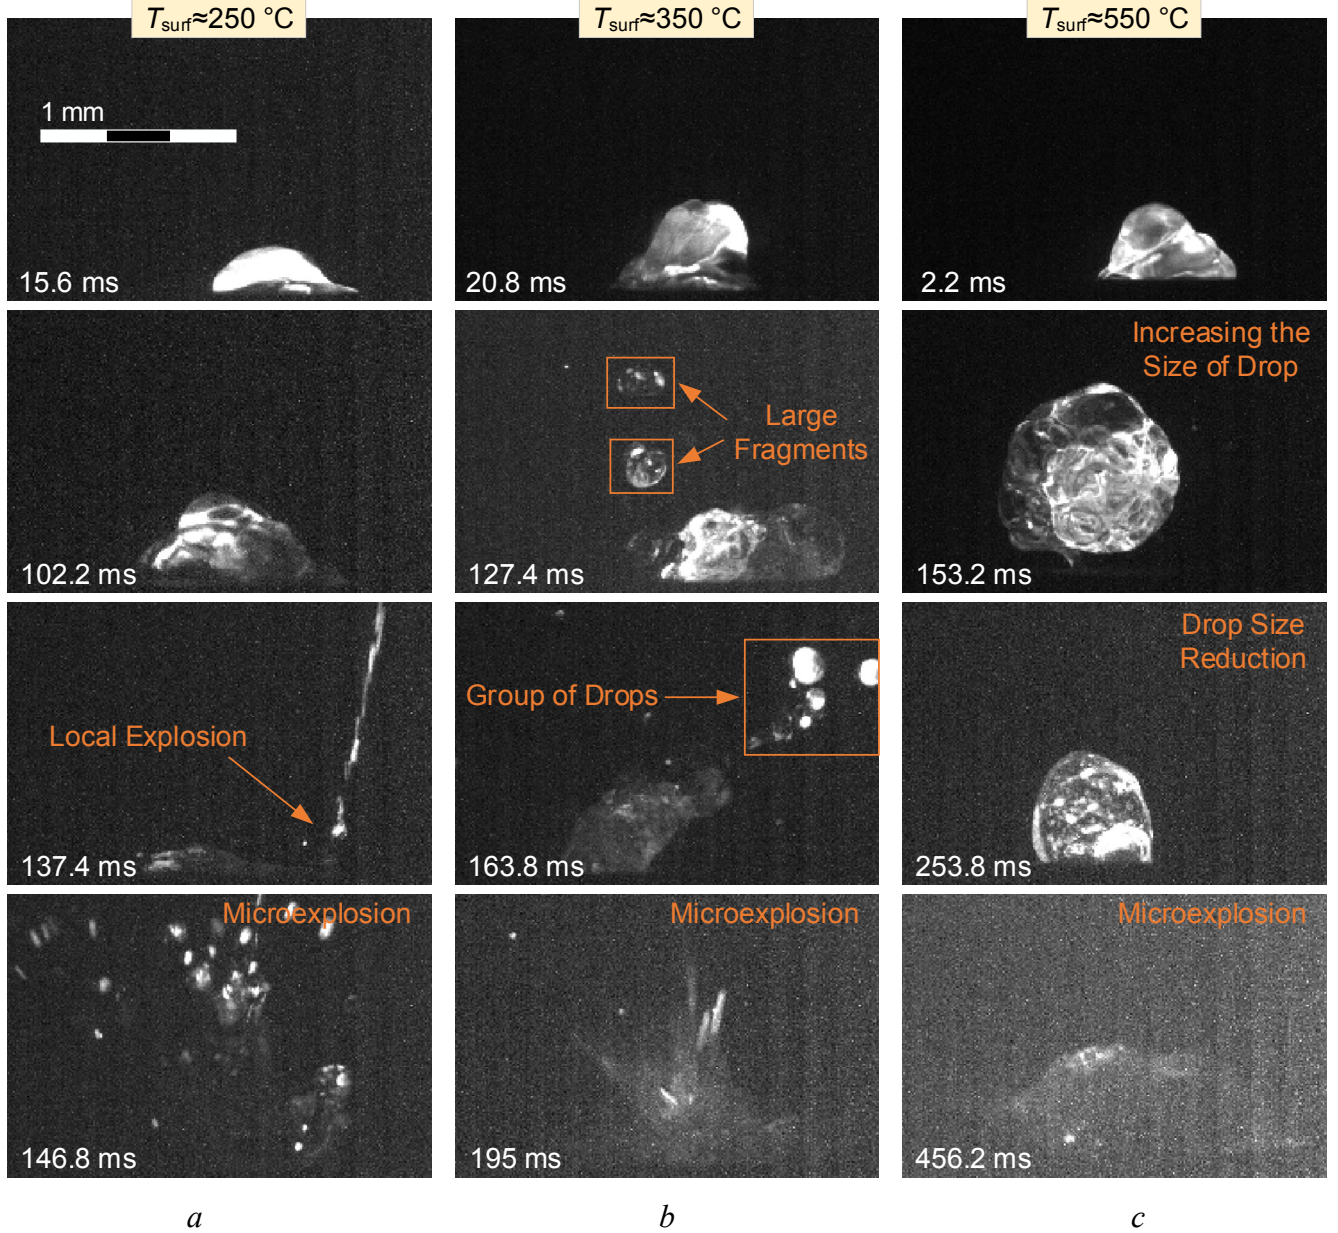 Tsurf≈250 °C
Tsurf≈350 °C
Tsurf≈550 °C
1 mm
15.6 ms
20.8 ms
2.2 ms
102.2 ms
Large
Fragments
127.4 ms
Increasing the
Size of Drop
153.2 ms
Local Explosion
137.4 ms
Group of Drops
163.8 ms
Drop Size
Reduction
253.8 ms
Microexplosion
146.8 ms
Microexplosion
195 ms
Microexplosion
456.2 ms
a
b
c